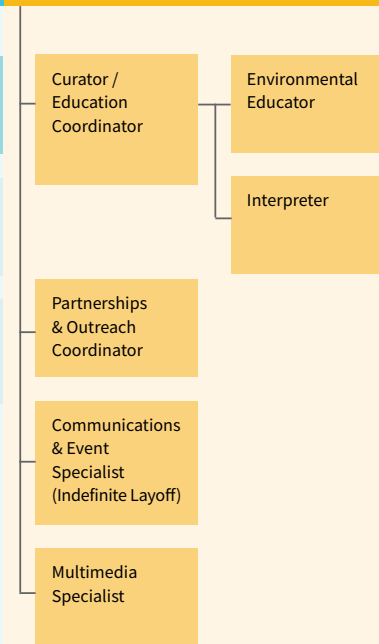 Curator /
Education
Coordinator
Environmental
Educator
Interpreter
Partnerships
& Outreach
Coordinator
Communications
& Event
Specialist
(Indefinite Layoff)
Multimedia
Specialist